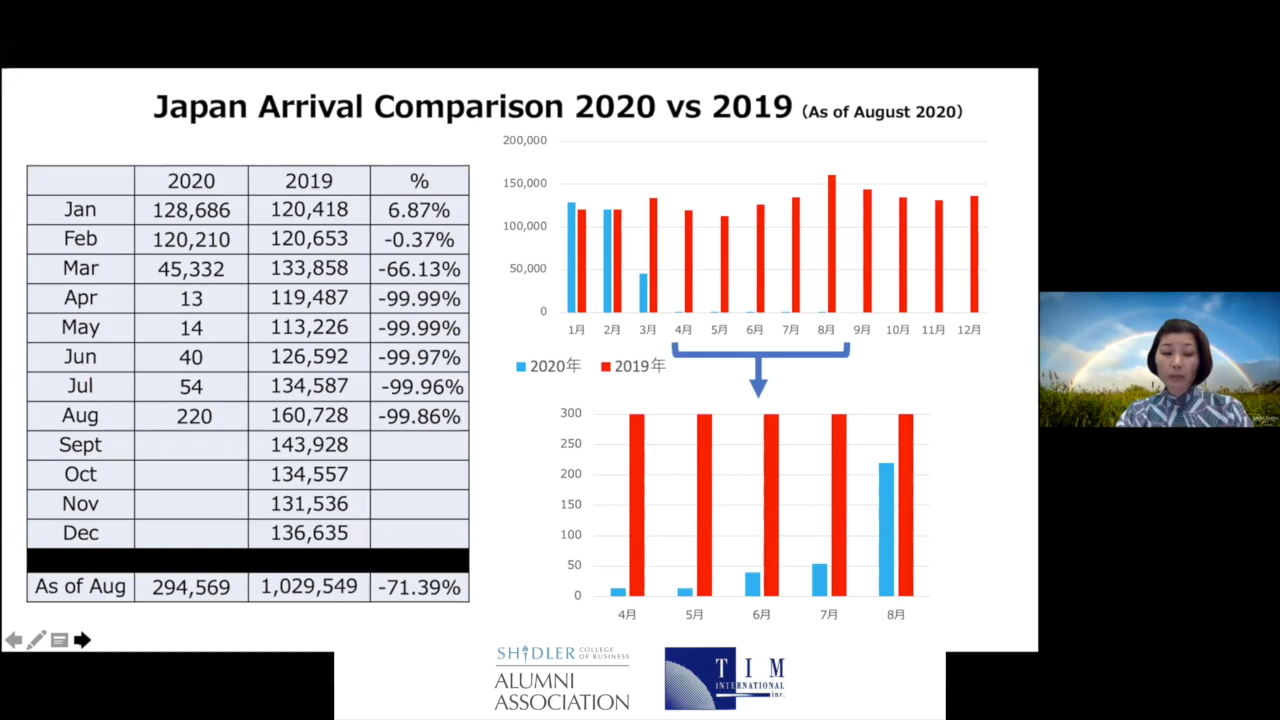 Japan Arrival Comparison 2020 vs 2019 (As of August 2020)
2020 2019 %
Jan 128,686 120,418 6.87%
Feb 120,210 120,653 -0.37%
Mar 45,332 133,858 -66.13%
Apr 13 119,487 -99.99%
May 14 113,226 -99.99%
Jun 40 126,592 -99.97%
Jul 54 134,587 -99.96%
Aug 220 160,728 -99.86%
Sept 143,928
Oct 134,557
Nov 131,536
Dec 136,635
As of Aug 294,569 1,029,549 -71.39%
200,000
150,000
100,000
50,000
0
1月 2月 3月 4月 5月 6月 7月 8月 9月 10月 11月 12月
2020年 2019年
300
250
200
150
100
50
0
4月 5月 6月 7月 8月
SHIDLER COLLEGE OF BUSINESS
ALUMNI
ASSOCIATION
TIM
INTERNATIONAL
inc.